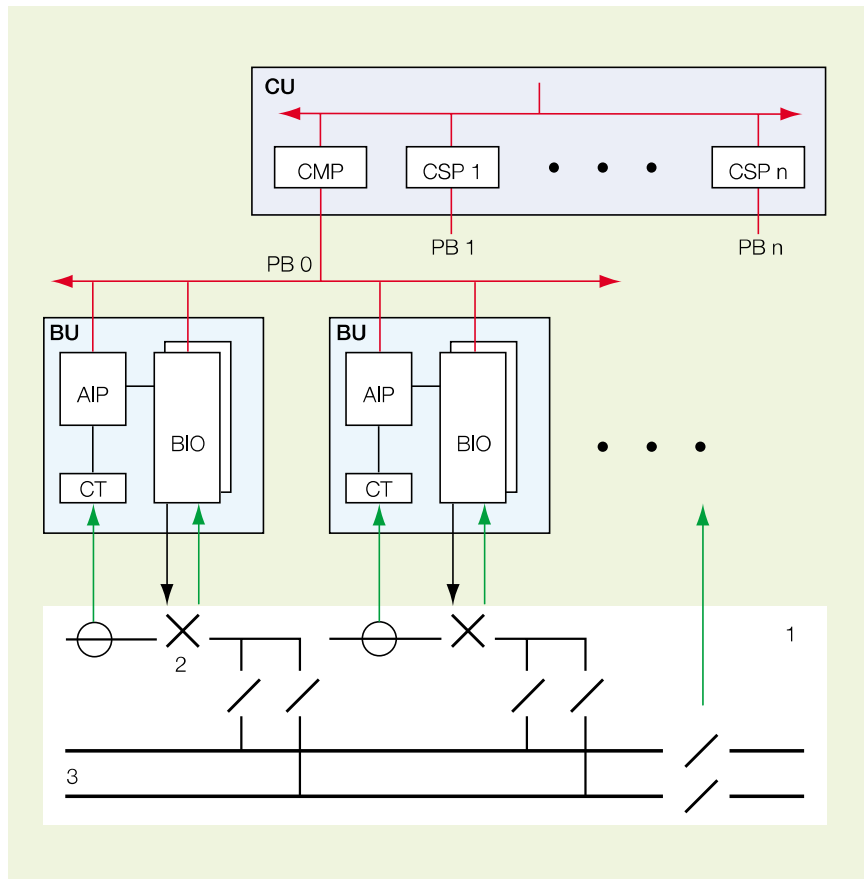 CU
CMP
CSP 1
CSP n
PB 1
PB n
PB 0
BU
BU
AIP
BIO
AIP
BIO
CT
CT
1
2
3